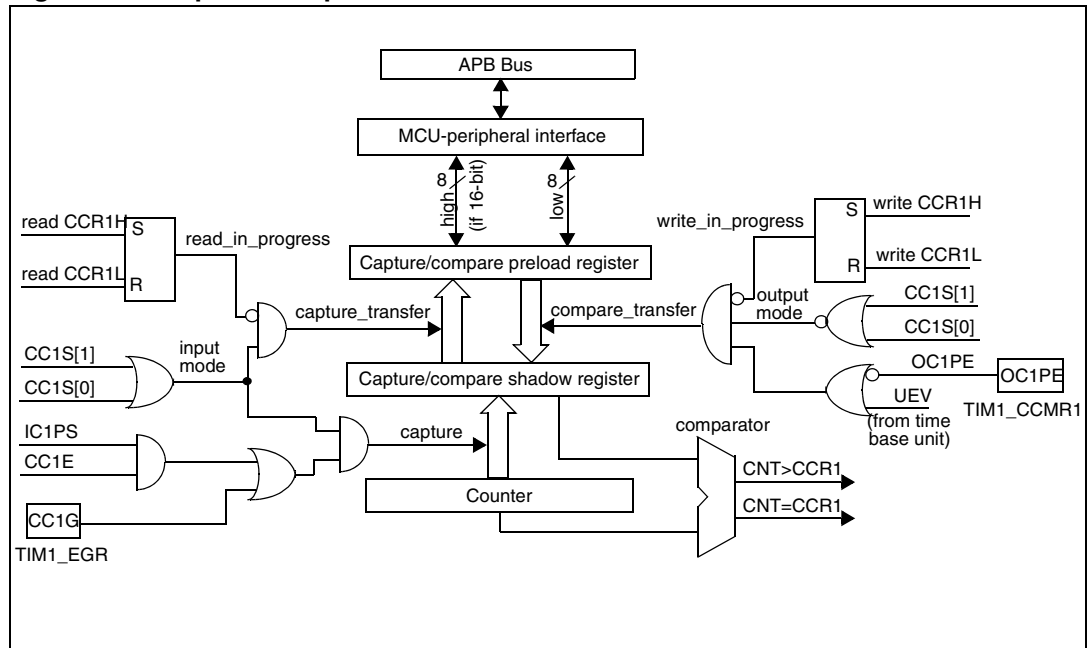 APB Bus
MCU-peripheral interface
8
high
(if 16-bit)
8
low
read CCR1H
S
read_in_progress
read CCR1L
R
write_in_progress
S
write CCR1H
R
write CCR1L
Capture/compare preload register
capture_transfer
compare_transfer
output
mode
CC1S[1]
CC1S[0]
input
mode
CC1S[1]
CC1S[0]
Capture/compare shadow register
OC1PE
OC1PE
UEV
TIM1_CCMR1
(from time
base unit)
IC1PS
CC1E
capture
comparator
CNT>CCR1
Counter
CNT=CCR1
CC1G
TIM1_EGR